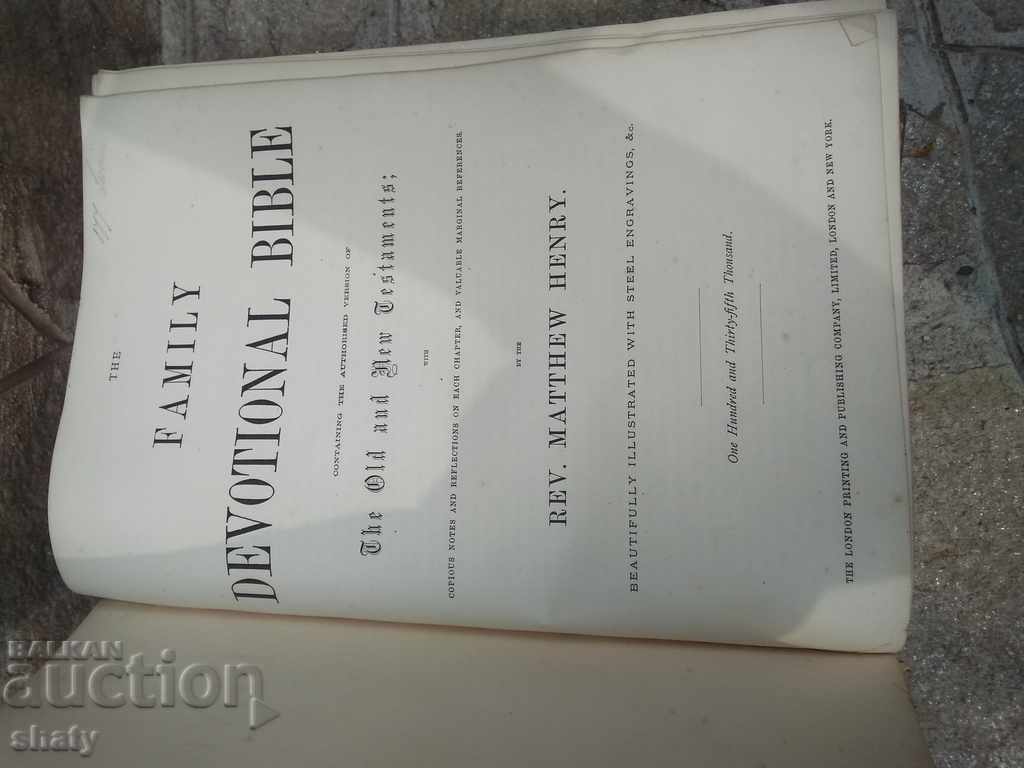 THE
FAMILY
DEVOTIONAL BIBLE
CONTAINING THE AUTHORISED VERSION OF
The Old and New Testaments;
WITH
COPIOUS NOTES AND REFLECTIONS ON EACH CHAPTER, AND VALUABLE MARGINAL REFERENCES.
BY THE
REV. MATTHEW HENRY.
BEAUTIFULLY ILLUSTRATED WITH STEEL ENGRAVINGS, &c.
One Hundred and Thirty-fifth Thousand.
THE LONDON PRINTING AND PUBLISHING COMPANY, LIMITED, LONDON AND NEW YORK.
BALKAN
auction
shaty